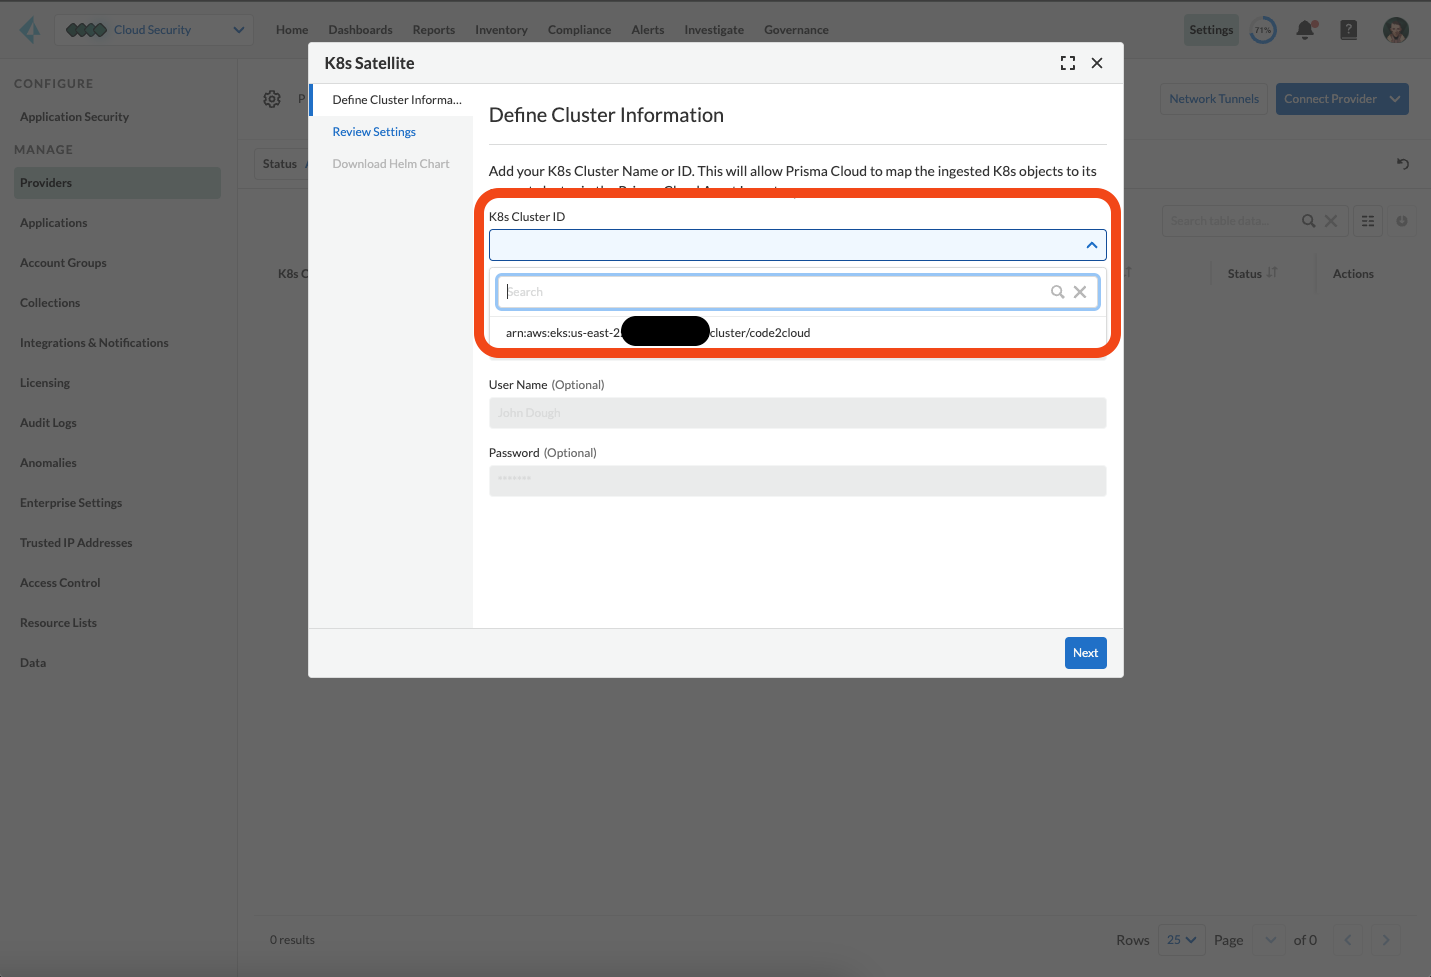 Cloud Security
Home
Dashboards
Reports
Inventory
Compliance
Alerts
Investigate
Governance
Settings
71%
CONFIGURE
Application Security
MANAGE
Providers
Applications
Account Groups
Collections
Integrations & Notifications
Licensing
Audit Logs
Anomalies
Enterprise Settings
Trusted IP Addresses
Access Control
Resource Lists
Data
P
Network Tunnels
Connect Provider
Status
Search table data...
K8s C
Status
Actions
K8s Satellite
Define Cluster Informa...
Review Settings
Download Helm Chart
Define Cluster Information
Add your K8s Cluster Name or ID. This will allow Prisma Cloud to map the ingested K8s objects to its
K8s Cluster ID
Search
arn:aws:eks:us-east-2: cluster/code2cloud
User Name (Optional)
John Dough
Password (Optional)
*******
Next
0 results
Rows 25 Page of 0